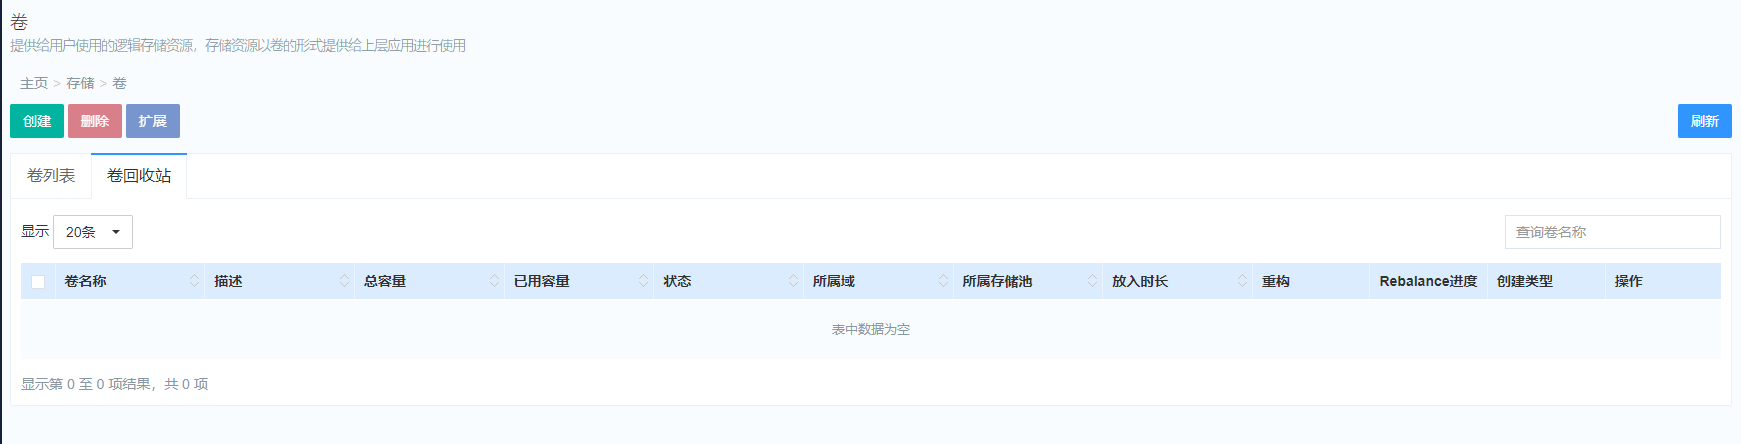 卷
提供给用户使用的逻辑存储资源，存储资源以卷的形式提供给上层应用进行使用
主页 > 存储 > 卷
创建 删除 扩展 刷新
卷列表 卷回收站
显示 20条 查询卷名称
卷名称 描述 总容量 已用容量 状态 所属域 所属存储池 放入时长 重构 Rebalance进度 创建类型 操作
表中数据为空
显示第 0 至 0 项结果，共 0 项